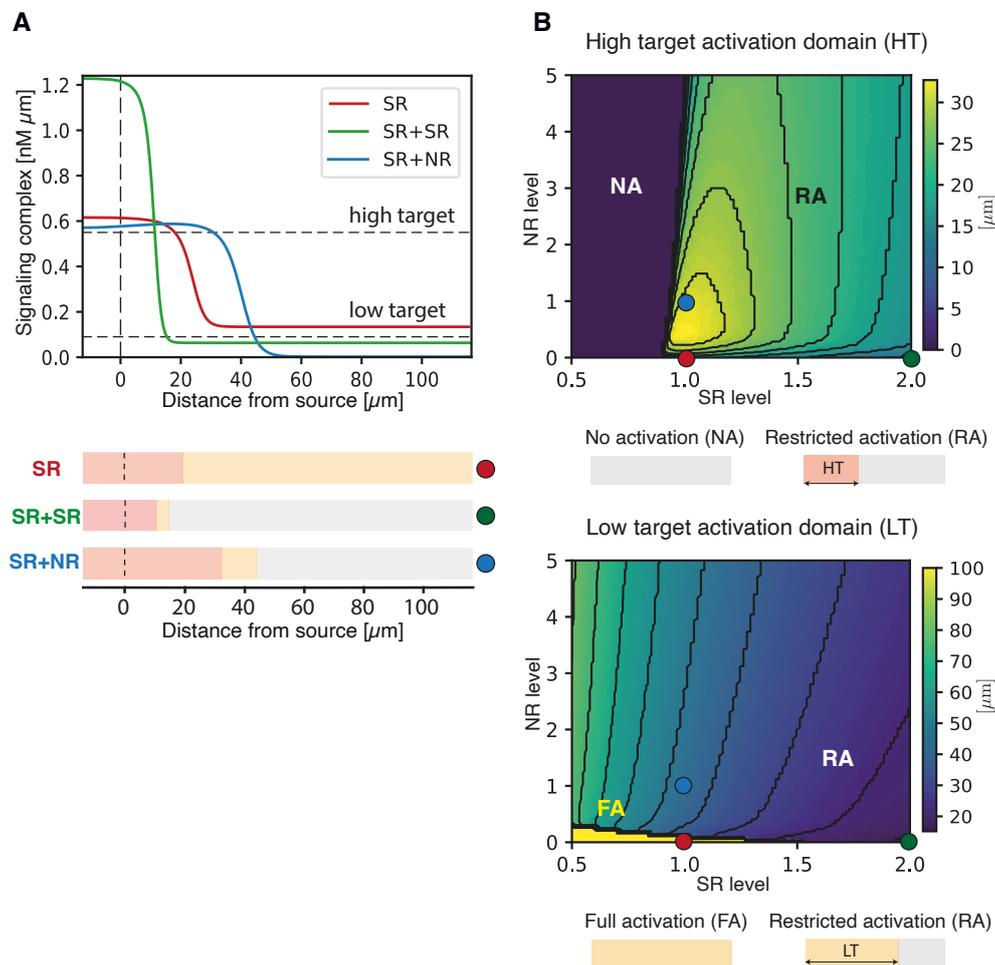 A
Signaling complex [nM µm]
1.2
1.0
0.8
0.6
0.4
0.2
0.0
SR
SR+SR
SR+NR
high target
low target
0 20 40 60 80 100
Distance from source [µm]
SR
SR+SR
SR+NR
0 20 40 60 80 100
Distance from source [µm]
B
High target activation domain (HT)
NR level
5
4
3
2
1
0
NA
RA
0.5 1.0 1.5 2.0
SR level
30
25
20
15
10
5
0
[µm]
No activation (NA)
Restricted activation (RA)
HT
Low target activation domain (LT)
NR level
5
4
3
2
1
0
FA
RA
0.5 1.0 1.5 2.0
SR level
100
90
80
70
60
50
40
30
20
[µm]
Full activation (FA)
Restricted activation (RA)
LT